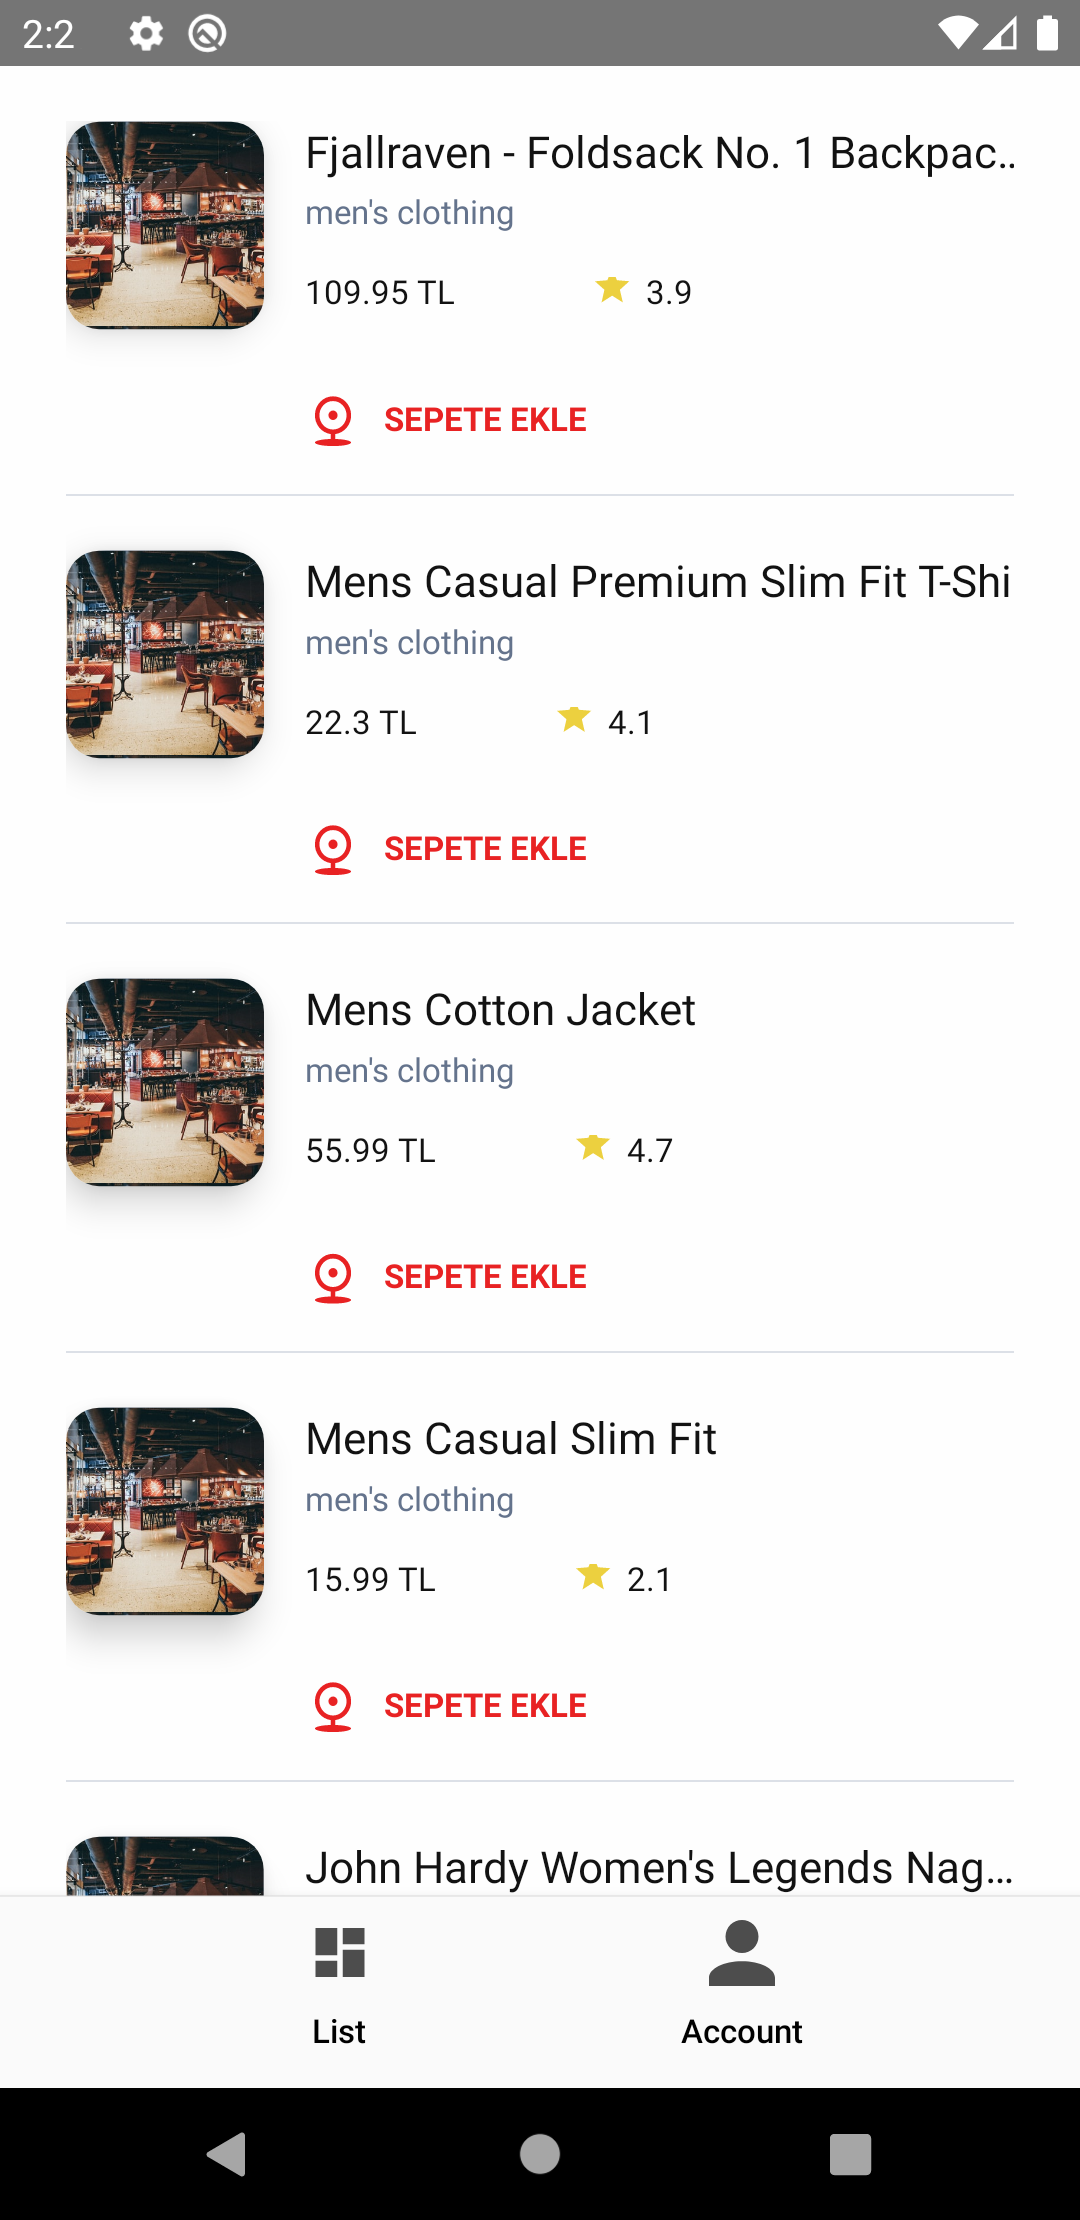 2:2
Fjallraven - Foldsack No. 1 Backpac..
men's clothing
109.95 TL 3.9
SEPETE EKLE
Mens Casual Premium Slim Fit T-Shi
men's clothing
22.3 TL 4.1
SEPETE EKLE
Mens Cotton Jacket
men's clothing
55.99 TL 4.7
SEPETE EKLE
Mens Casual Slim Fit
men's clothing
15.99 TL 2.1
SEPETE EKLE
John Hardy Women's Legends Nag...
List Account